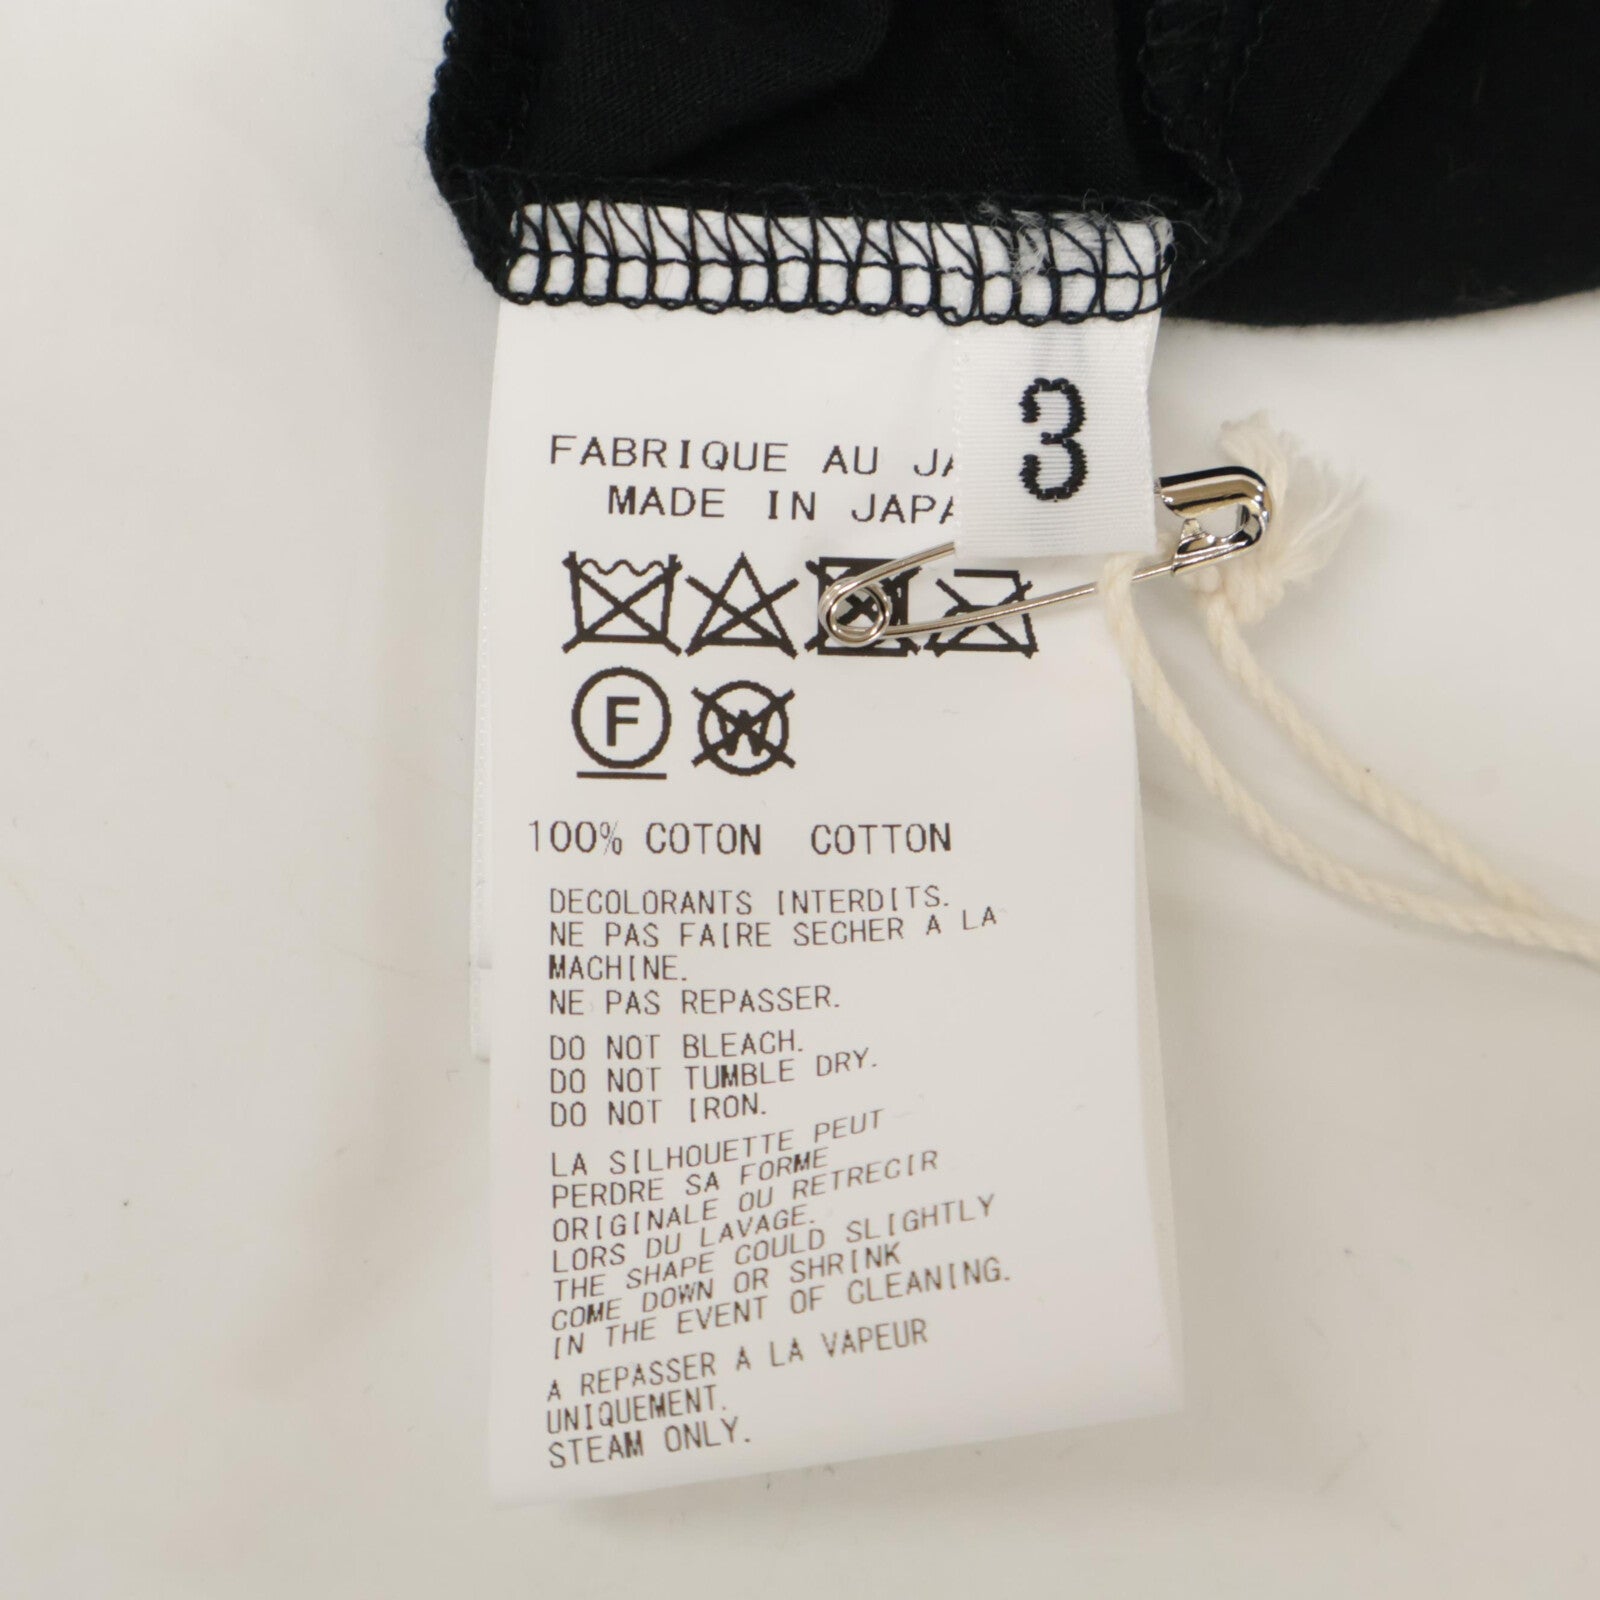 3
FABRIQUE AU
MADE IN
F
W
100% COTON COTTON
DECOLORANTS INTERDITS.
NE PAS FAIRE SECHER A LA
MACHINE.
NE PAS REPASSER.
DO NOT BLEACH.
DO NOT TUMBLE DRY.
DO NOT IRON.
LA SILHOUETTE PEUT
PERDRE SA FORME
ORIGINALE OU RETRECIR
LORS DU LAVAGE.
THE SHAPE COULD SLIGHTLY
COME DOWN OR SHRINK
IN THE EVENT OF CLEANING.
A REPASSER A LA VAPEUR
UNIQUEMENT.
STEAM ONLY.